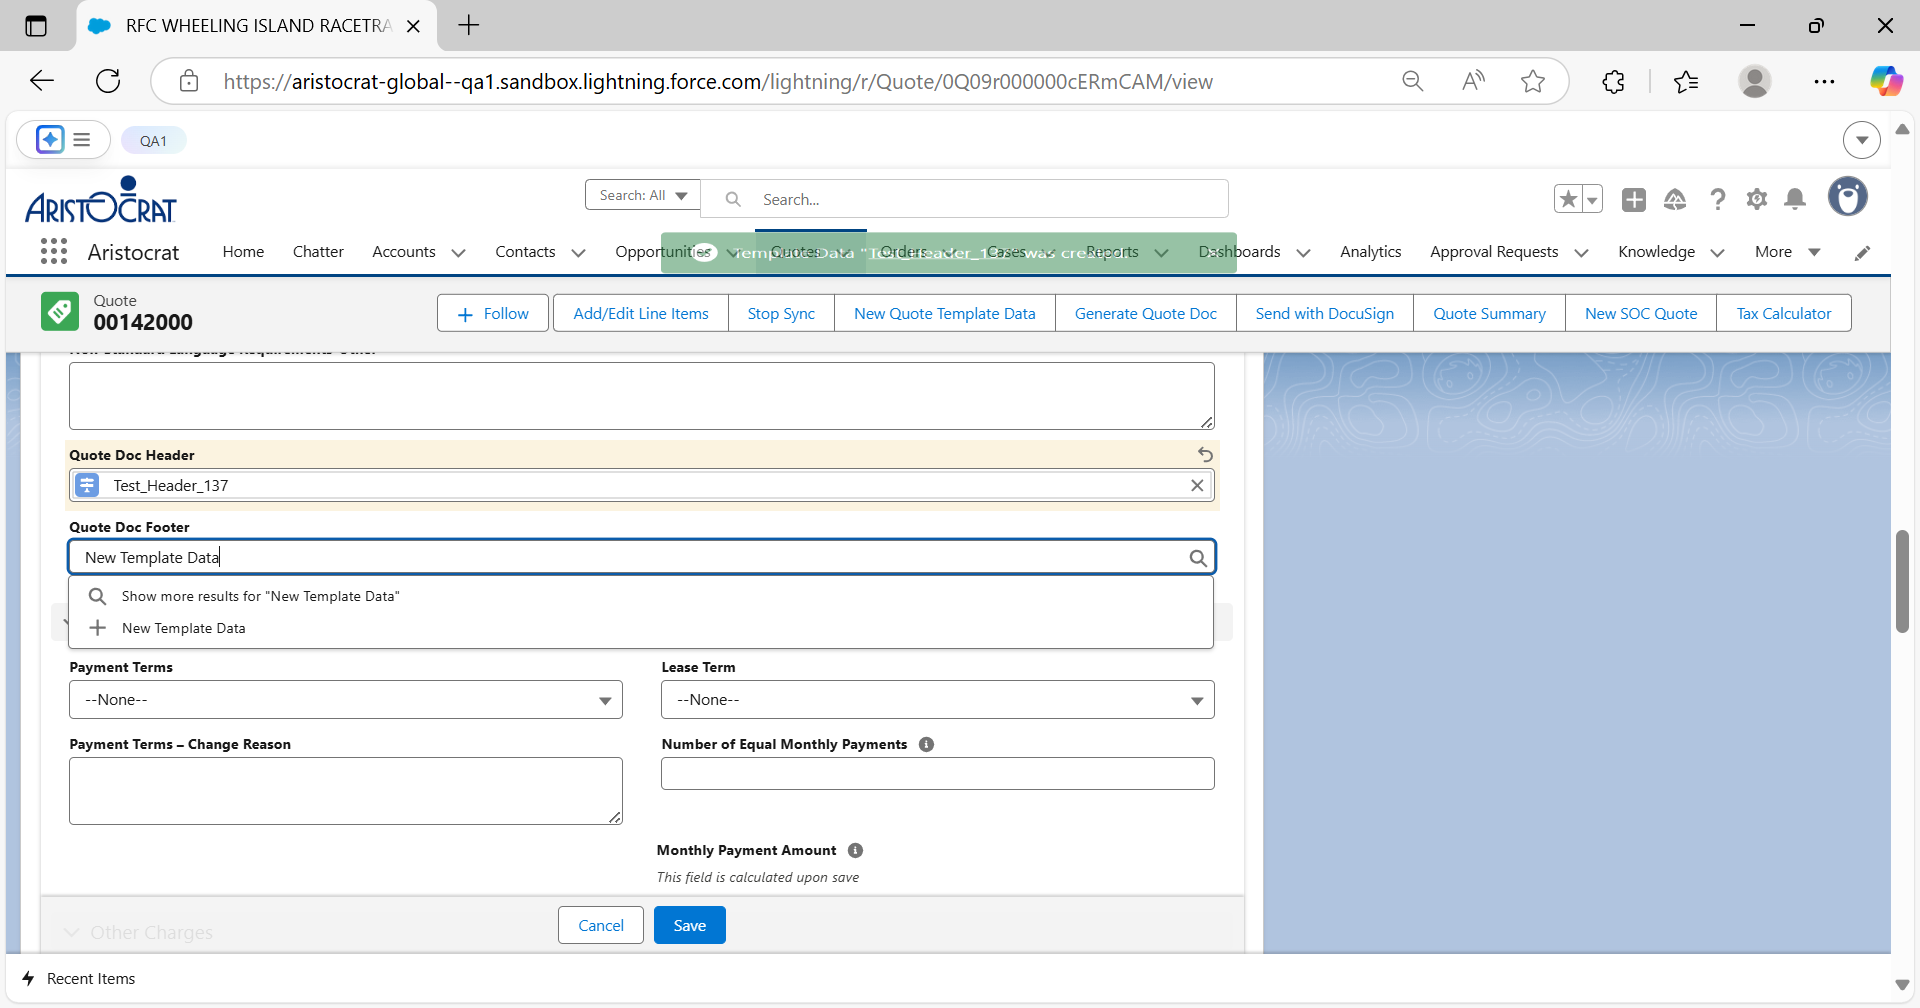 RFC WHEELING ISLAND RACETRA
https://aristocrat-global--qa1.sandbox.lightning.force.com/lightning/r/Quote/0Q09r000000cERmCAM/view
QA1
ARISTOCRAT
Search: All
Search...
Aristocrat
Home
Chatter
Accounts
Contacts
Opportunities
Quotes
Orders
Cases
Reports
Dashboards
Analytics
Approval Requests
Knowledge
More
Template Data "Test_Header_137" was created.
Quote
00142000
Follow
Add/Edit Line Items
Stop Sync
New Quote Template Data
Generate Quote Doc
Send with DocuSign
Quote Summary
New SOC Quote
Tax Calculator
Non-Standard Language Requirements-Other
Quote Doc Header
Test_Header_137
Quote Doc Footer
New Template Data
Show more results for "New Template Data"
New Template Data
Payment Terms
Lease Term
--None--
--None--
Payment Terms – Change Reason
Number of Equal Monthly Payments
Monthly Payment Amount
This field is calculated upon save
Other Charges
Cancel
Save
Recent Items